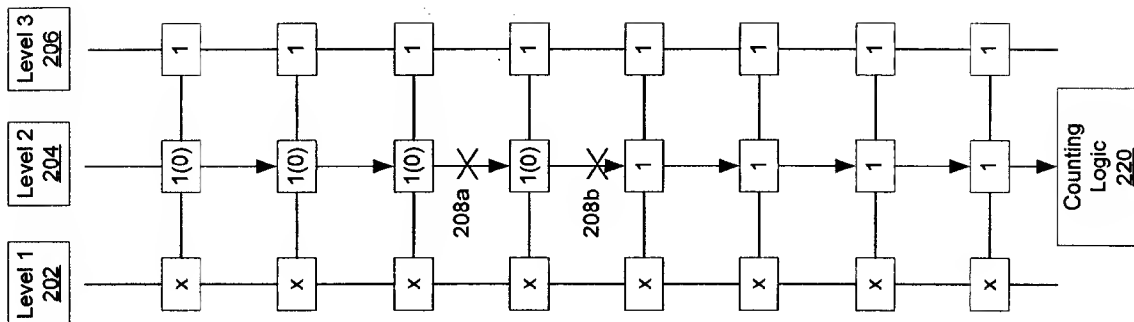 Level 1
202
Level 2
204
Level 3
206
x 1(0) 1
x 1(0) 1
x 1(0) 1
208a
x 1(0) 1
208b
x 1 1
x 1 1
x 1 1
x 1 1
Counting
Logic
220